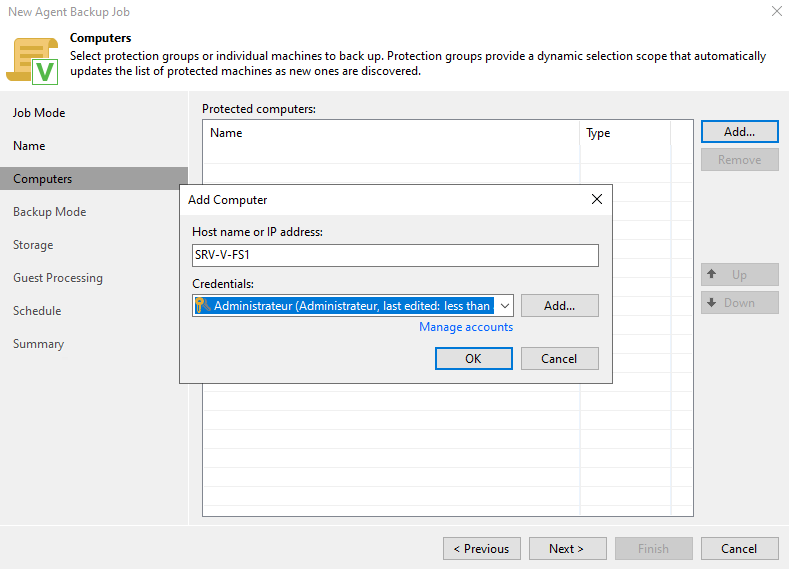 New Agent Backup Job
Computers
Select protection groups or individual machines to back up. Protection groups provide a dynamic selection scope that automatically
updates the list of protected machines as new ones are discovered.
Job Mode
Name
Computers
Backup Mode
Storage
Guest Processing
Schedule
Summary
Protected computers:
Name Type
Add...
Remove
Up
Down
Add Computer
Host name or IP address:
SRV-V-FS1
Credentials:
Administrateur (Administrateur, last edited: less than
Add...
Manage accounts
OK Cancel
< Previous Next > Finish Cancel